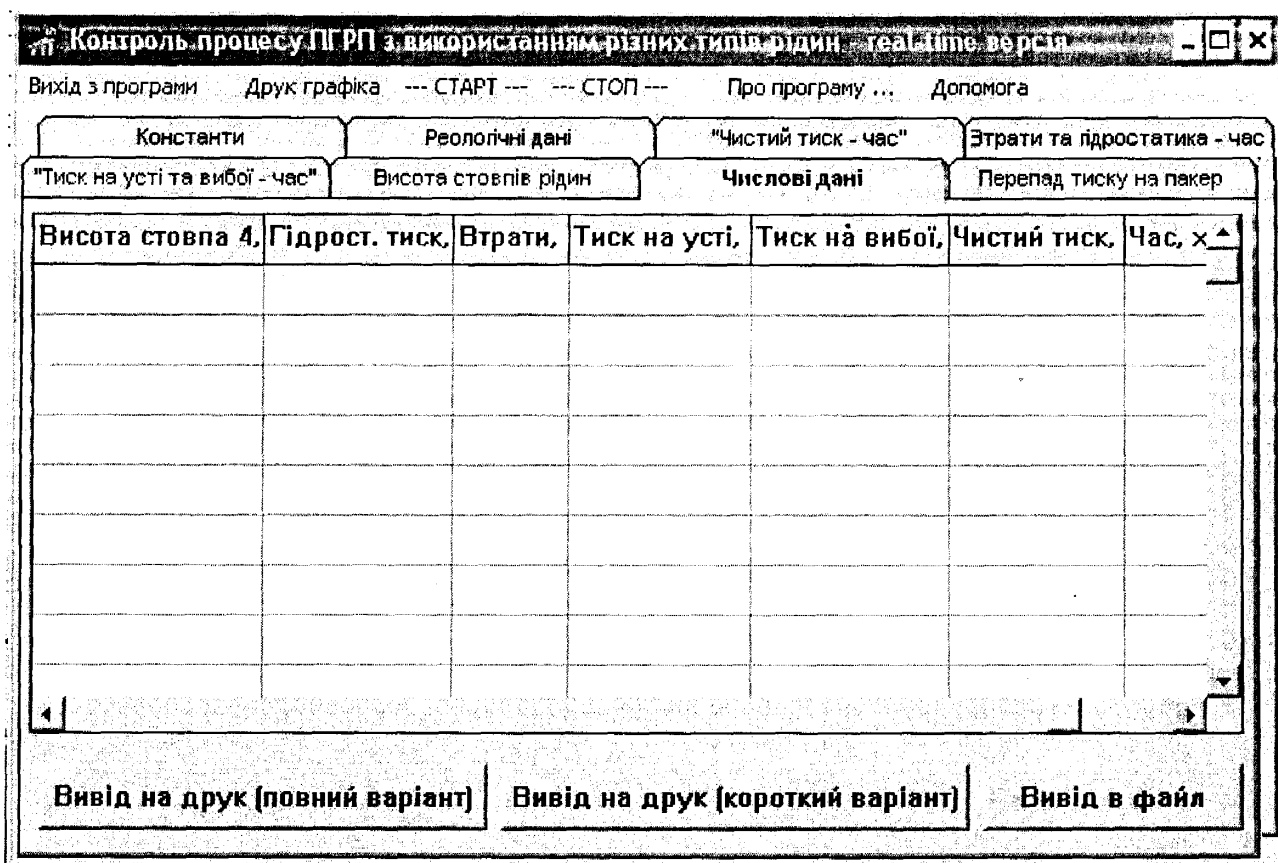 Контроль процесу ПГРП з використанням різних типів рідин - real-time версія
Вихід з програми Друк графіка --- СТАРТ --- --- СТОП --- Про програму ... Допомога
Константи Реологічні дані "Чистий тиск - час" Втрати та гідростатика - час
"Тиск на усті та вибої - час" Висота стовпів рідин Числові дані Перепад тиску на пакер
Висота стовпа 4, Гідрост. тиск, Втрати, Тиск на усті, Тиск на вибої, Чистий тиск, Час, х
Вивід на друк (повний варіант) Вивід на друк (короткий варіант) Вивід в файл